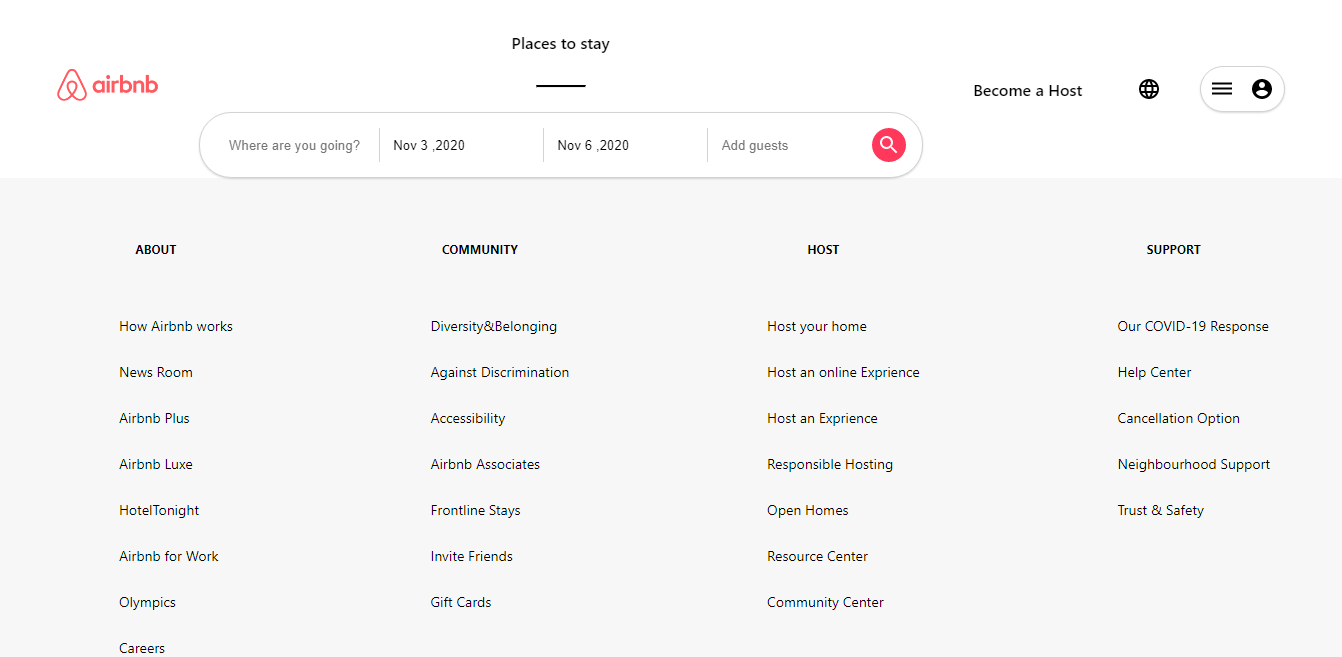 Places to stay
airbnb
Become a Host
Where are you going? Nov 3 ,2020 Nov 6 ,2020 Add guests
ABOUT COMMUNITY HOST SUPPORT
How Airbnb works Diversity&Belonging Host your home Our COVID-19 Response
News Room Against Discrimination Host an online Exprience Help Center
Airbnb Plus Accessibility Host an Exprience Cancellation Option
Airbnb Luxe Airbnb Associates Responsible Hosting Neighbourhood Support
HotelTonight Frontline Stays Open Homes Trust & Safety
Airbnb for Work Invite Friends Resource Center
Olympics Gift Cards Community Center
Careers